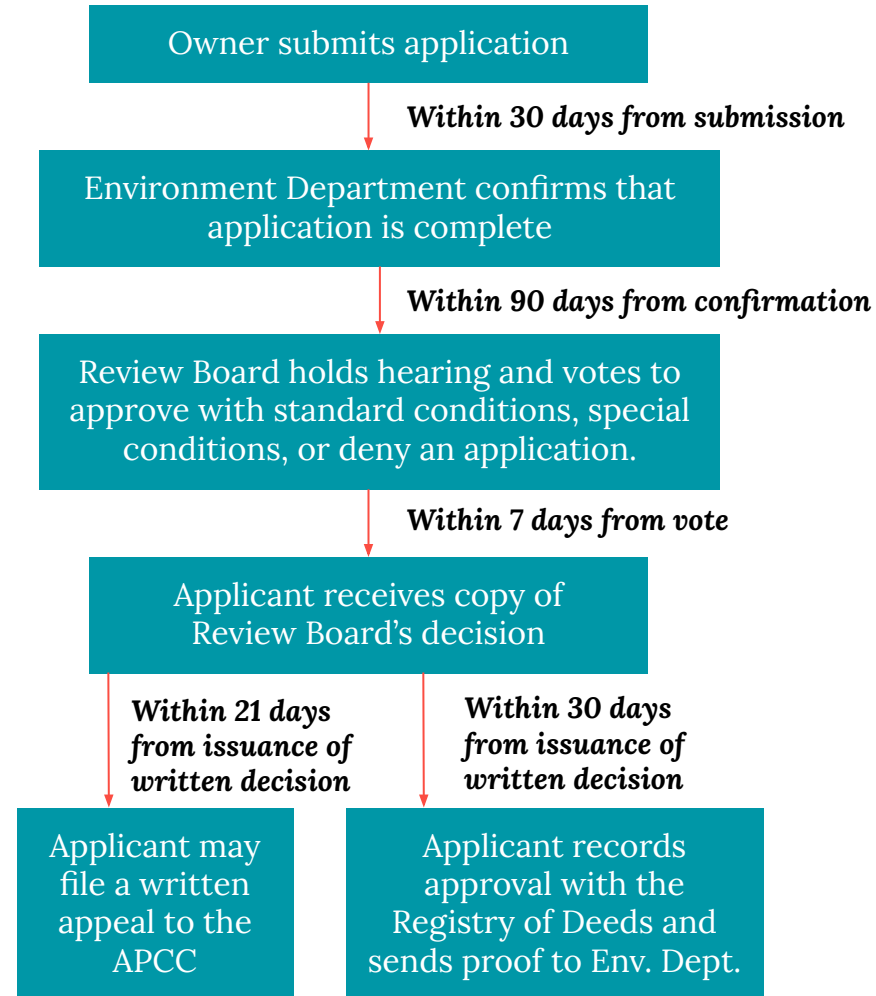 Owner submits application
Within 30 days from submission
Environment Department confirms that
application is complete
Within 90 days from confirmation
Review Board holds hearing and votes to
approve with standard conditions, special
conditions, or deny an application.
Within 7 days from vote
Applicant receives copy of
Review Board’s decision
Within 21 days
from issuance of
written decision
Within 30 days
from issuance of
written decision
Applicant may
file a written
appeal to the
APCC
Applicant records
approval with the
Registry of Deeds and
sends proof to Env. Dept.